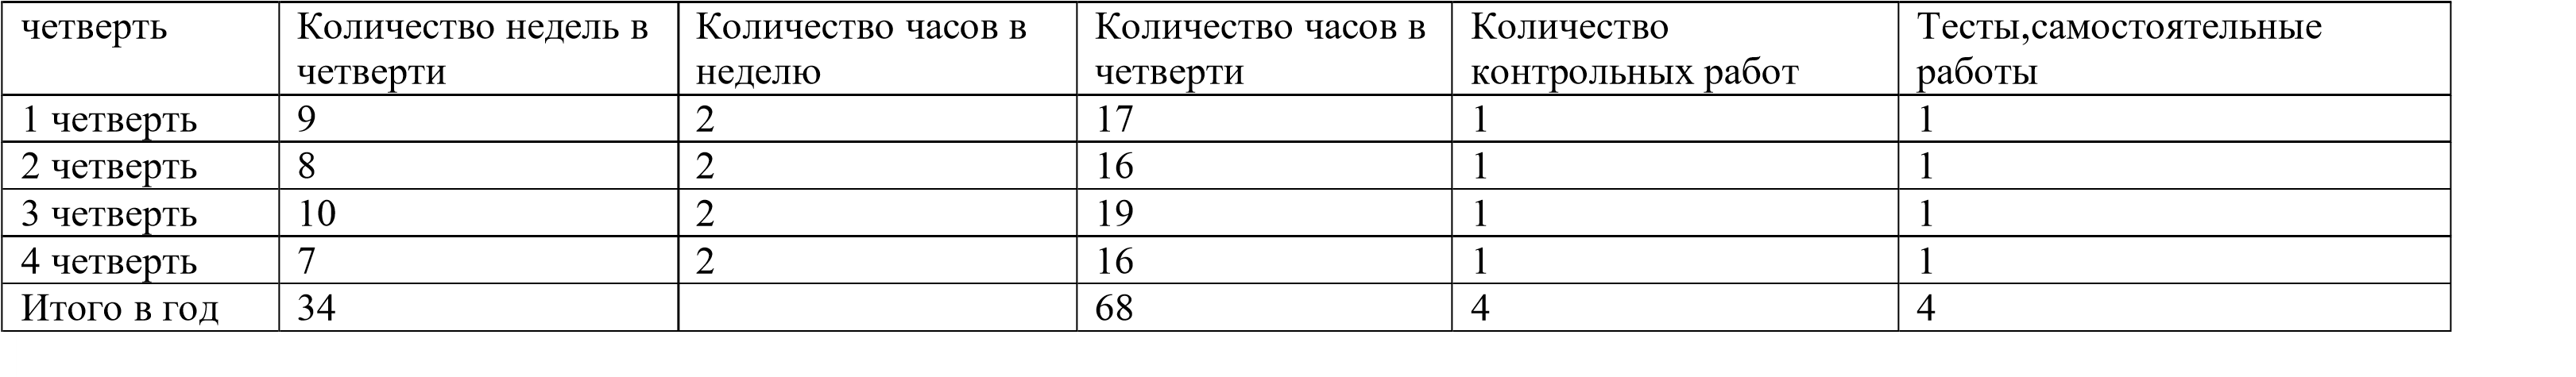 четверть Количество недель в четверти Количество часов в неделю Количество часов в четверти Количество контрольных работ Тесты,самостоятельные работы
1 четверть 9 2 17 1 1
2 четверть 8 2 16 1 1
3 четверть 10 2 19 1 1
4 четверть 7 2 16 1 1
Итого в год 34 68 4 4